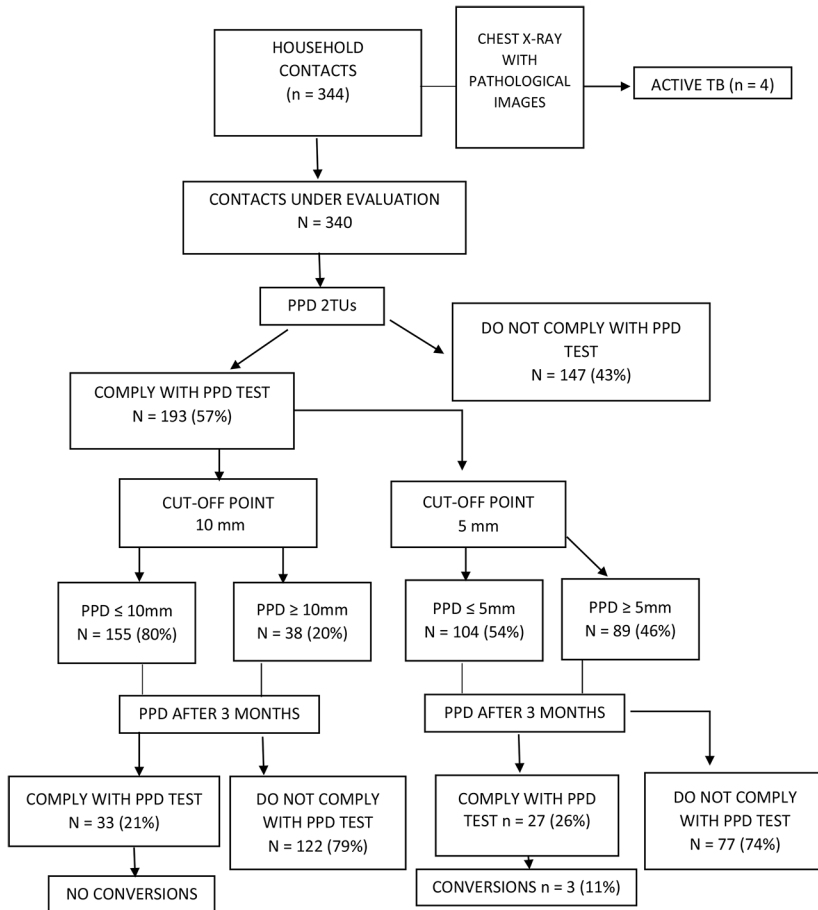 HOUSEHOLD
CONTACTS
(n = 344)
CHEST X-RAY
WITH
PATHOLOGICAL
IMAGES
ACTIVE TB (n = 4)
CONTACTS UNDER EVALUATION
N = 340
PPD 2TUs
DO NOT COMPLY WITH PPD
TEST
N = 147 (43%)
COMPLY WITH PPD TEST
N = 193 (57%)
CUT-OFF POINT
10 mm
CUT-OFF POINT
5 mm
PPD ≤ 10mm
N = 155 (80%)
PPD ≥ 10mm
N = 38 (20%)
PPD ≤ 5mm
N = 104 (54%)
PPD ≥ 5mm
N = 89 (46%)
PPD AFTER 3 MONTHS
PPD AFTER 3 MONTHS
COMPLY WITH PPD TEST
N = 33 (21%)
DO NOT COMPLY
WITH PPD TEST
N = 122 (79%)
COMPLY WITH PPD
TEST n = 27 (26%)
DO NOT COMPLY
WITH PPD TEST
N = 77 (74%)
NO CONVERSIONS
CONVERSIONS n = 3 (11%)